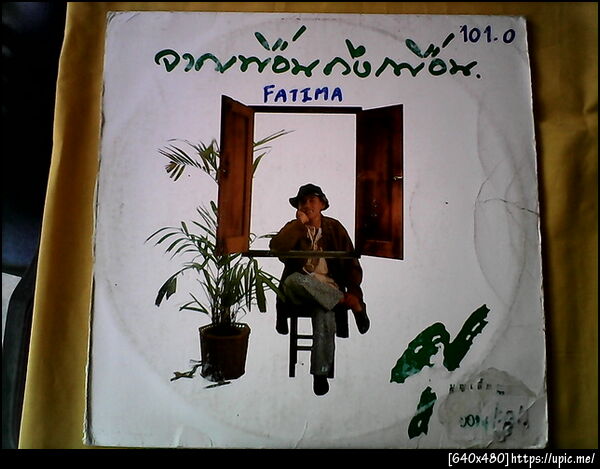 101.0
จากเพื่อนถึงเพื่อน.
FATIMA
[640x480]https://upic.me/